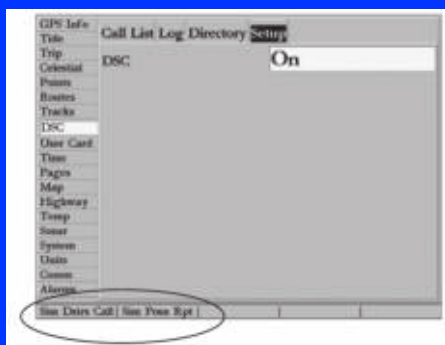 GPS Info
Tide
Trip
Celestial
Points
Routes
Tracks
DSC
User Card
Time
Pages
Map
Highway
Temp
Sonar
System
Units
Comm
Alarms
Call List Log Directory Setup
DSC On
Sim Dstrs Call Sim Posn Rpt